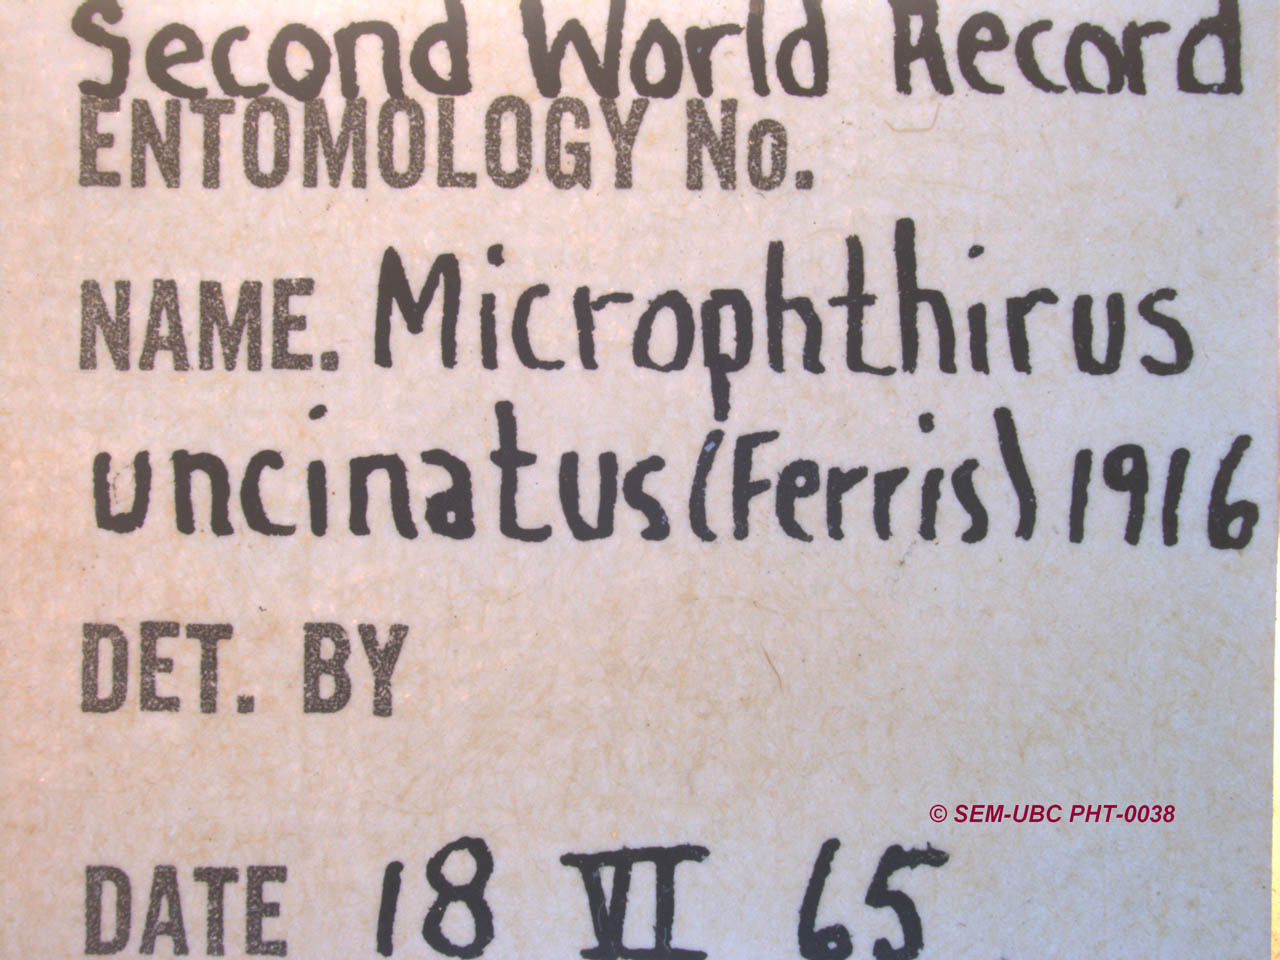 Second World Record
ENTOMOLOGY No.
NAME. Microphthirus
uncinatus (Ferris) 1916
DET. BY
© SEM-UBC PHT-0038
DATE 18 VI 65